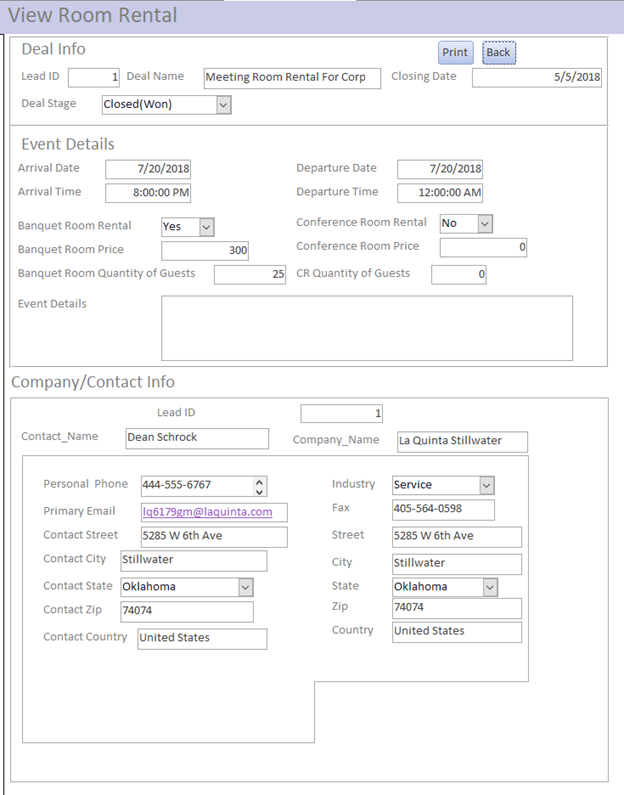 View Room Rental
Deal Info
Print Back
Lead ID 1 Deal Name Meeting Room Rental For Corp Closing Date 5/5/2018
Deal Stage Closed(Won)
Event Details
Arrival Date 7/20/2018 Departure Date 7/20/2018
Arrival Time 8:00:00 PM Departure Time 12:00:00 AM
Banquet Room Rental Yes Conference Room Rental No
Banquet Room Price 300 Conference Room Price 0
Banquet Room Quantity of Guests 25 CR Quantity of Guests 0
Event Details
Company/Contact Info
Lead ID 1
Contact_Name Dean Schrock Company_Name La Quinta Stillwater
Personal Phone 444-555-6767 Industry Service
Primary Email lq6179gm@laquinta.com Fax 405-564-0598
Contact Street 5285 W 6th Ave Street 5285 W 6th Ave
Contact City Stillwater City Stillwater
Contact State Oklahoma State Oklahoma
Contact Zip 74074 Zip 74074
Contact Country United States Country United States